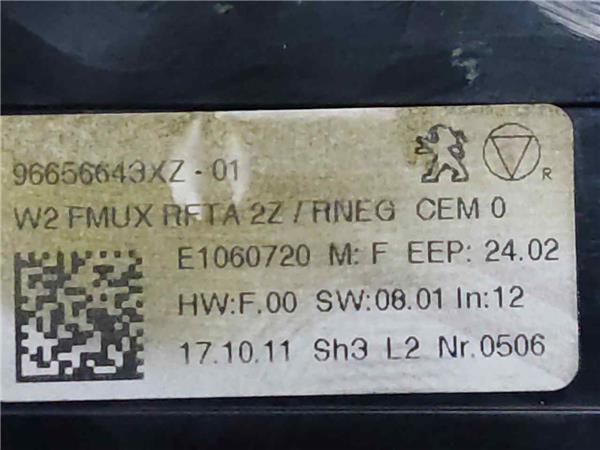 96656643XZ - 01
W2 FMUX RFTA 2Z / RNEG CEM 0
E1060720 M: F EEP: 24.02
HW:F.00 SW:08.01 In:12
17.10.11 Sh3 L2 Nr.0506
R